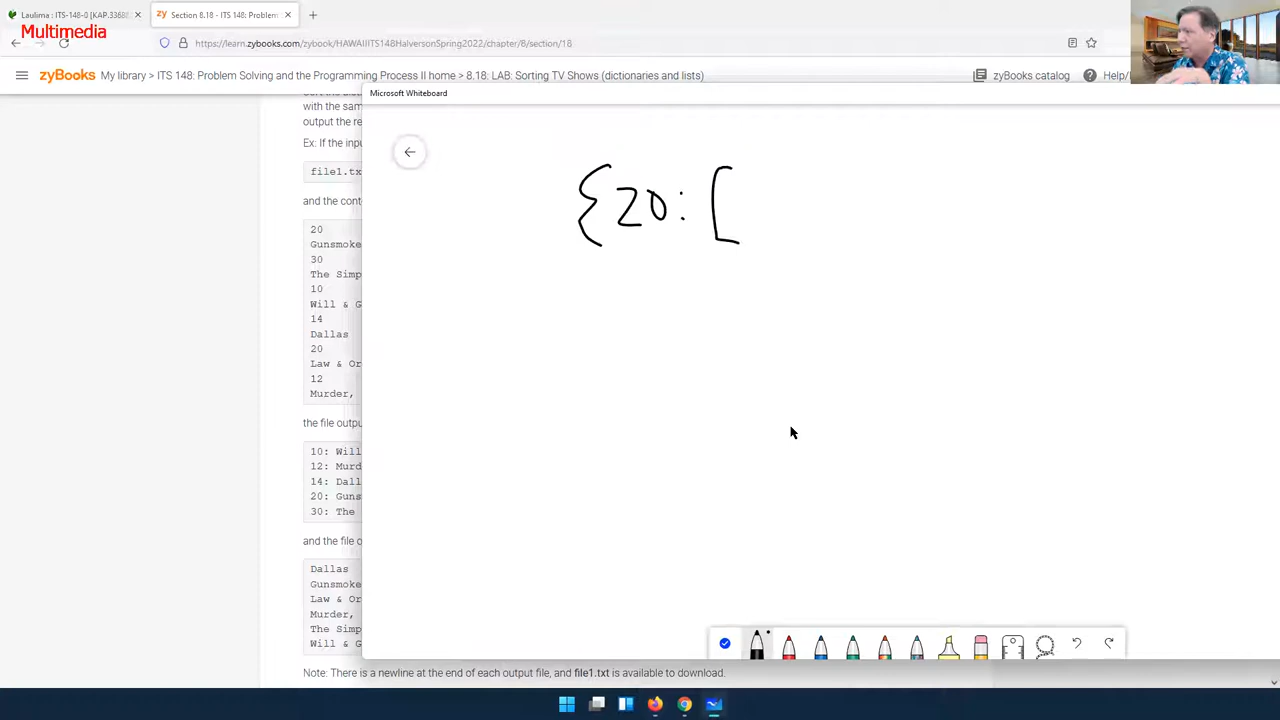 Laulima : ITS-148-0 [KAP.3368
Section 8.18 - ITS 148: Problem
Multimedia
https://learn.zybooks.com/zybook/HAWAIIITS148HalversonSpring2022/chapter/8/section/18
zyBooks My library > ITS 148: Problem Solving and the Programming Process II home > 8.18: LAB: Sorting TV Shows (dictionaries and lists)
zyBooks catalog
Help/
Microsoft Whiteboard
with the sam
output the re
Ex: If the inpu
file1.tx
and the conte
20
Gunsmoke
30
The Simp
10
Will & G
14
Dallas
20
Law & Or
12
Murder,
the file outpu
10: Will
12: Murd
14: Dall
20: Guns
30: The
and the file o
Dallas
Gunsmoke
Law & Or
Murder,
The Simp
Will & G
{20: [
Note: There is a newline at the end of each output file, and file1.txt is available to download.